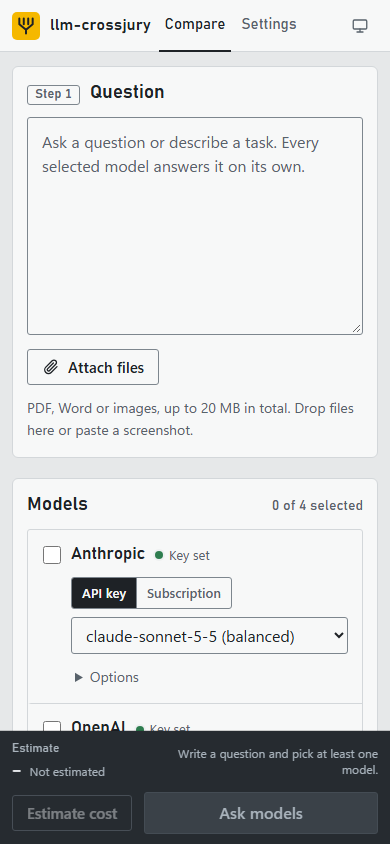 llm-crossjury Compare Settings
Step 1 Question
Ask a question or describe a task. Every
selected model answers it on its own.
Attach files
PDF, Word or images, up to 20 MB in total. Drop files
here or paste a screenshot.
Models 0 of 4 selected
Anthropic Key set
API key Subscription
claude-sonnet-5-5 (balanced)
Options
OpenAI Key set
Estimate
– Not estimated
Write a question and pick at least one
model.
Estimate cost Ask models